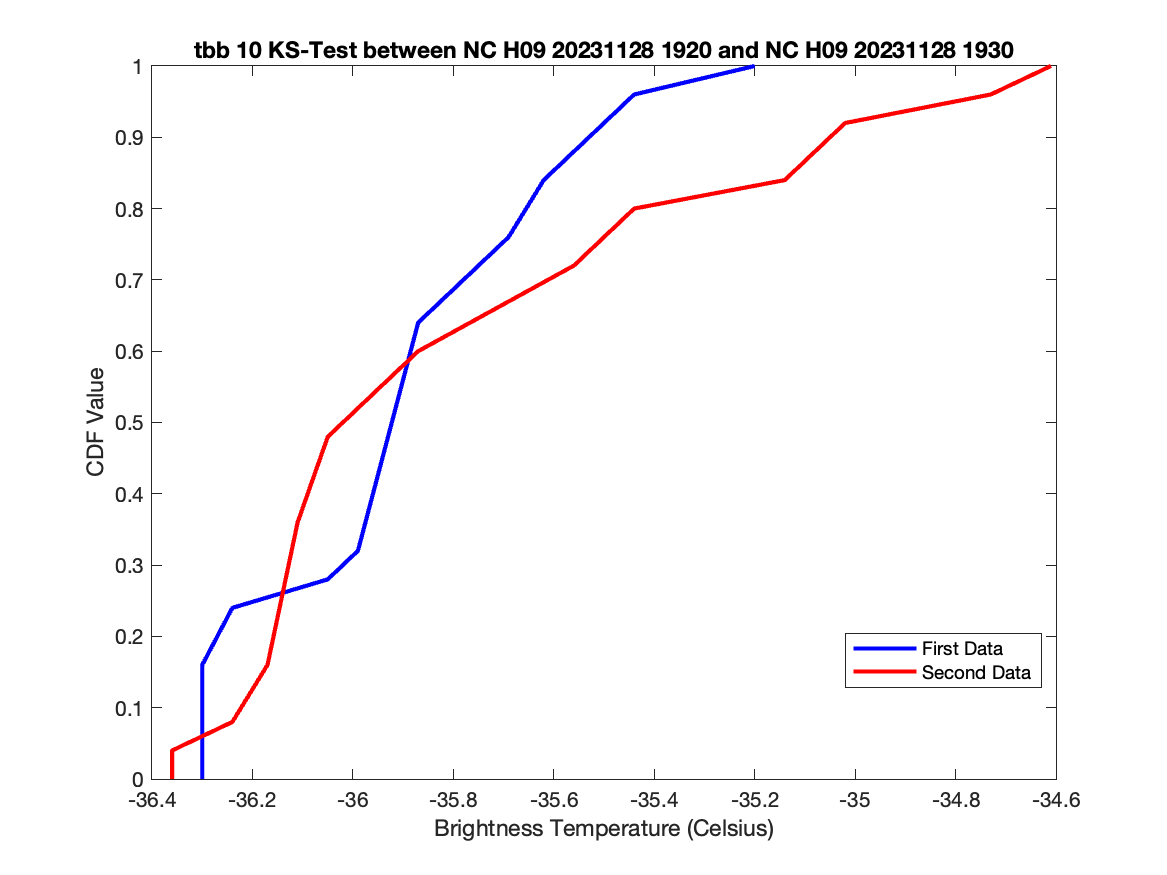 tbb 10 KS-Test between NC H09 20231128 1920 and NC H09 20231128 1930
1
0.9
0.8
0.7
0.6
0.5
0.4
0.3
0.2
0.1
0
CDF Value
First Data
Second Data
-36.4 -36.2 -36 -35.8 -35.6 -35.4 -35.2 -35 -34.8 -34.6
Brightness Temperature (Celsius)